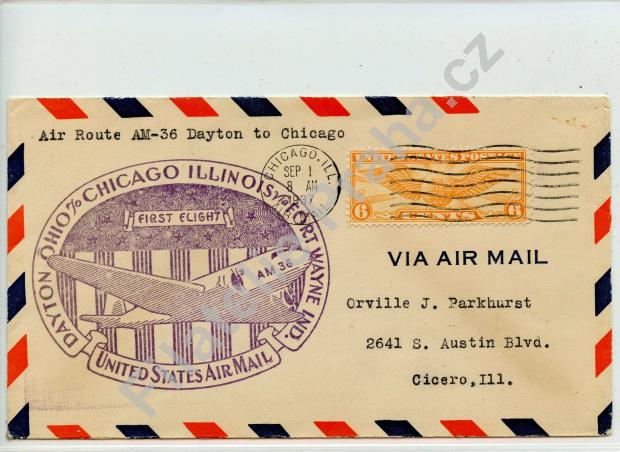 Air Route AM-36 Dayton to Chicago
CHICAGO, ILL.
SEP 1
8 AM
UNITED STATES POSTAGE
6 CENTS 6
DAYTON OHIO TO CHICAGO ILLINOIS VIA FORT WAYNE IND.
FIRST FLIGHT
AM 36
UNITED STATES AIR MAIL
VIA AIR MAIL
Orville J. Parkhurst
2641 S. Austin Blvd.
Cicero,Ill.